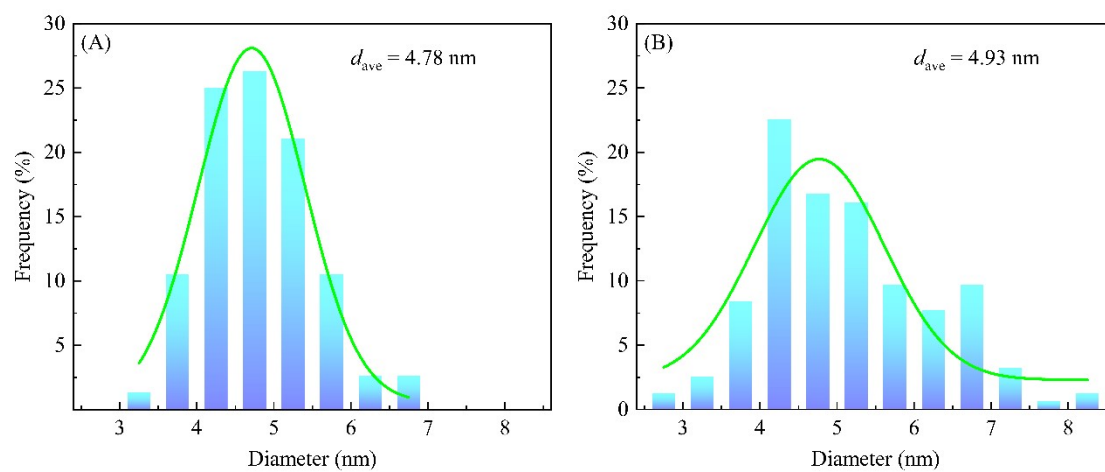 (A)
d_ave = 4.78 nm
30
25
20
15
10
5
Frequency (%)
3 4 5 6 7 8
Diameter (nm)
(B)
d_ave = 4.93 nm
30
25
20
15
10
5
0
Frequency (%)
3 4 5 6 7 8
Diameter (nm)